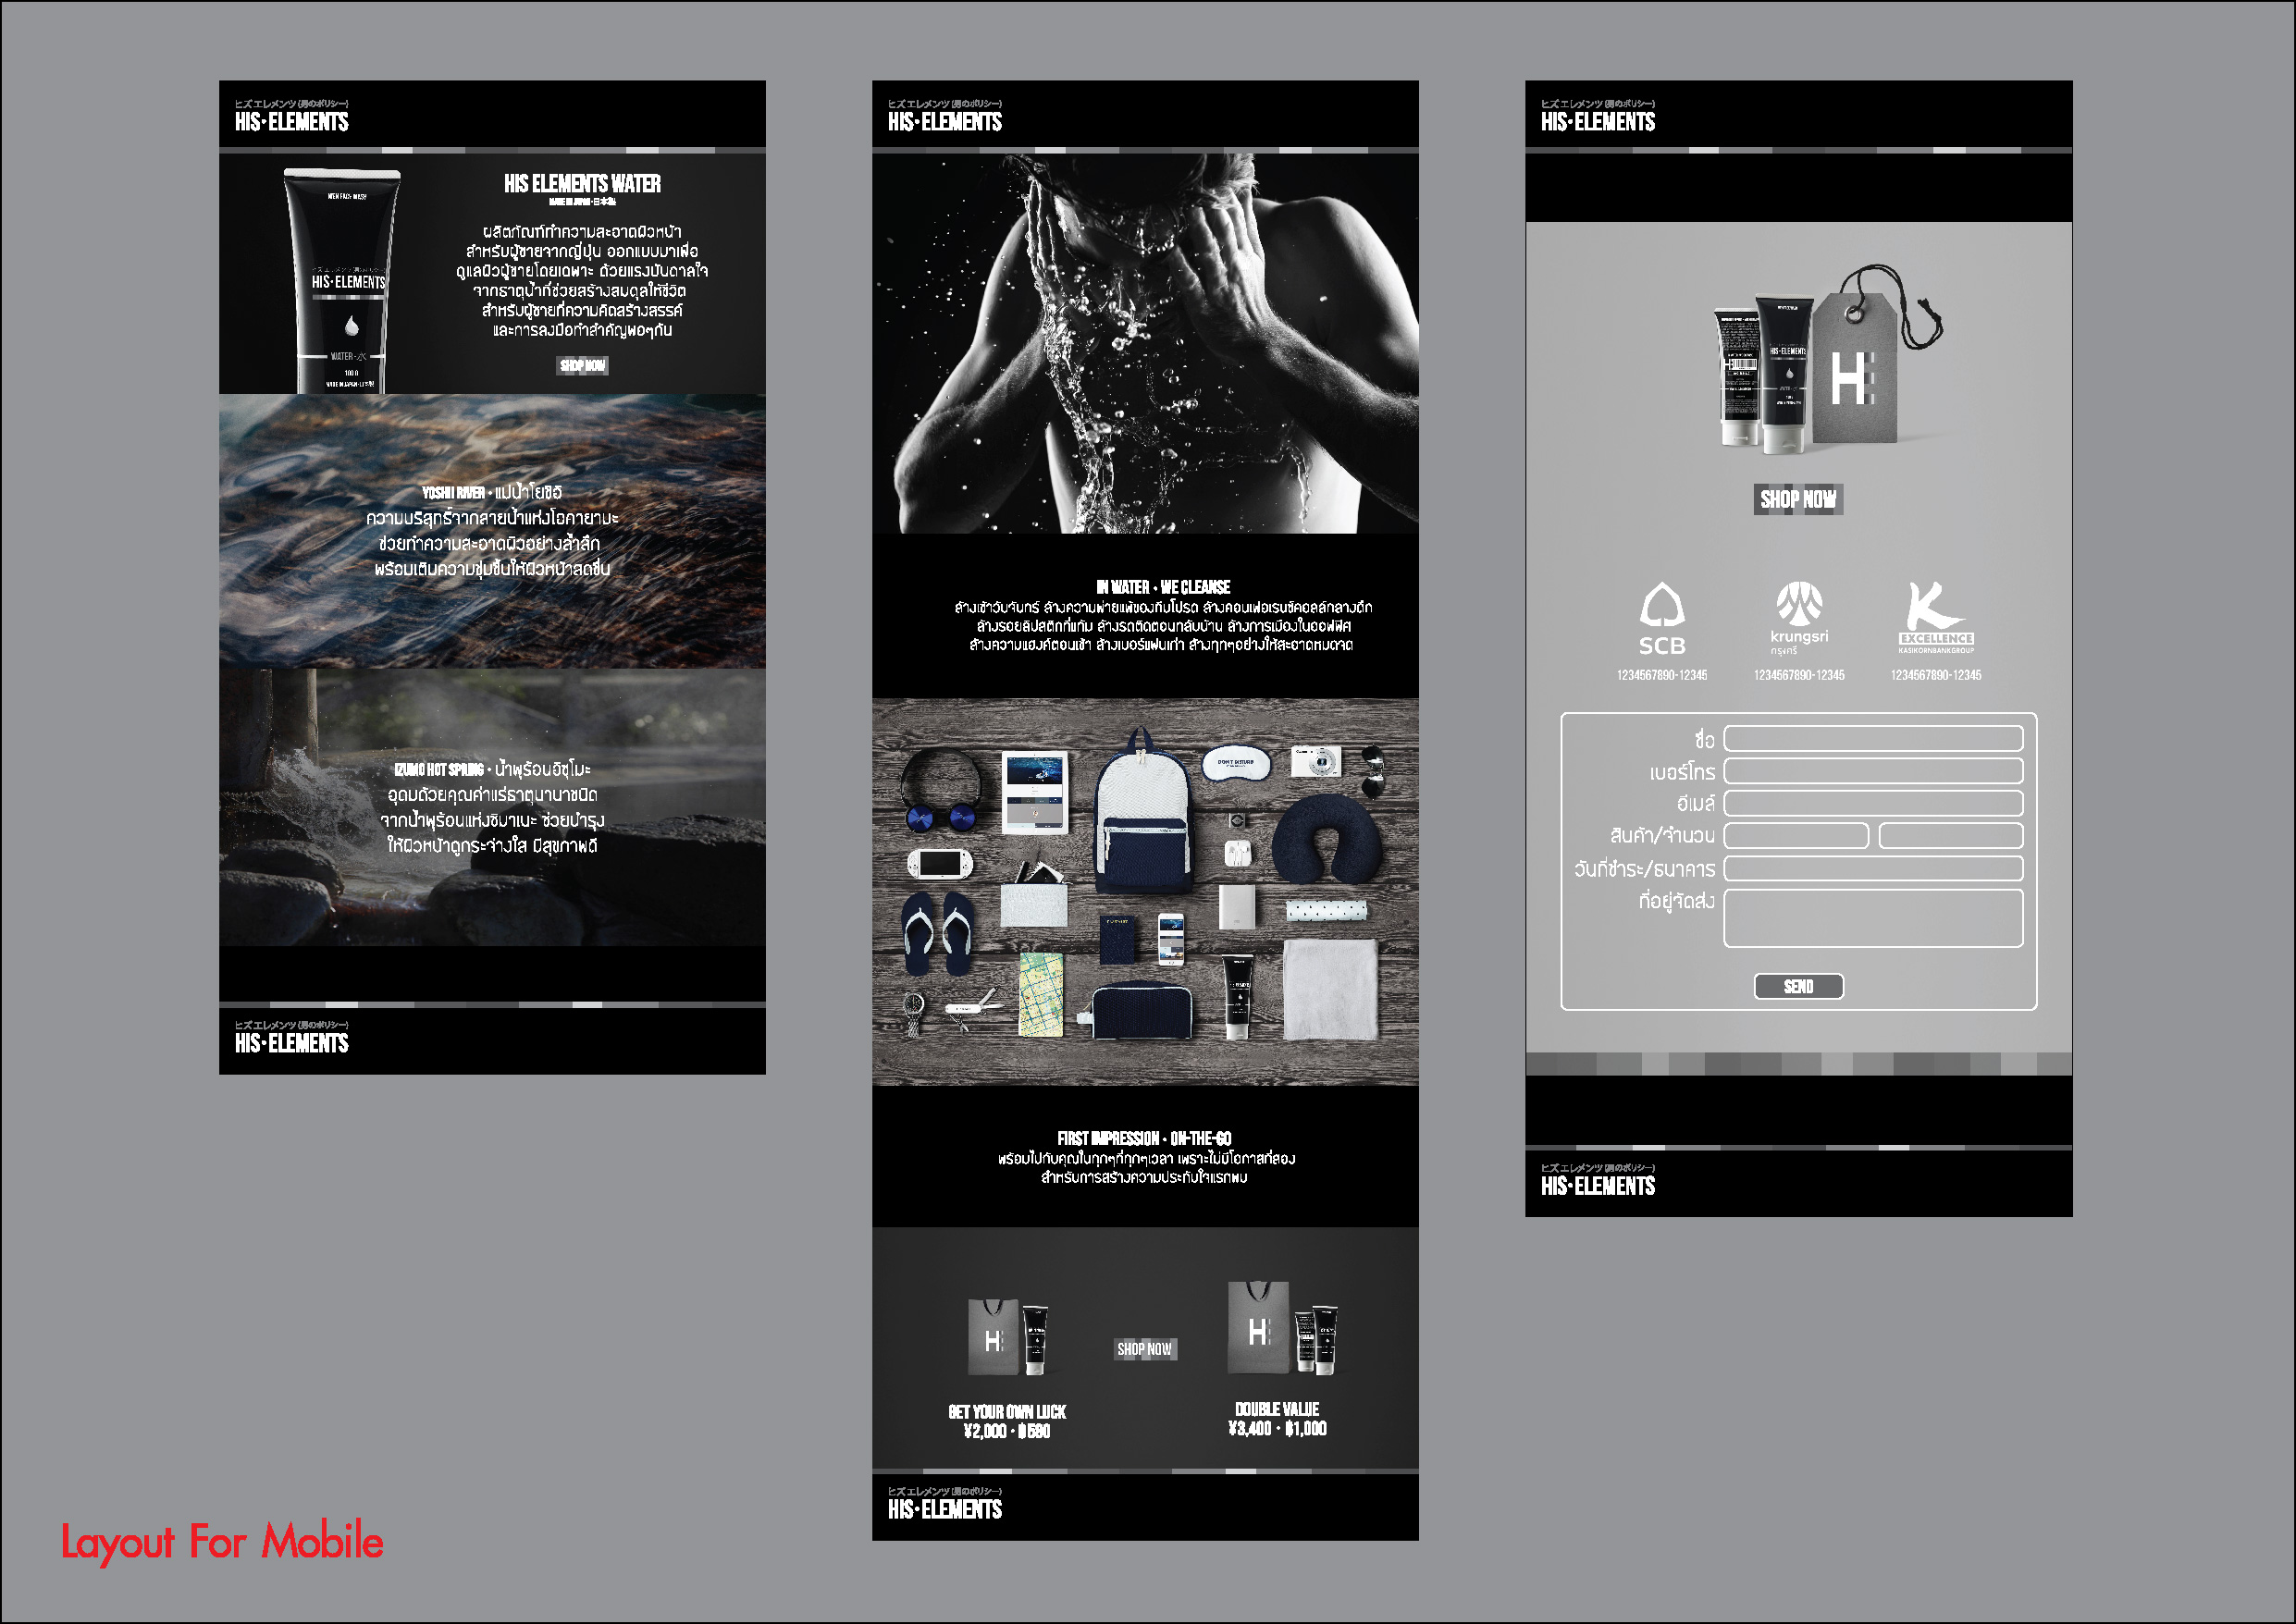 ヒズ エレメンツ (男のポリシー)
HIS·ELEMENTS
MEN FACE WASH
ヒズ エレメンツ (男のポリシー)
HIS·ELEMENTS
WATER·水
100 G
MADE IN JAPAN·日本製
HIS ELEMENTS WATER
MADE IN JAPAN·日本製
ผลิตภัณฑ์ทำความสะอาดผิวหน้า
สำหรับผู้ชายจากญี่ปุ่น ออกแบบมาเพื่อ
ดูแลผิวผู้ชายโดยเฉพาะ ด้วยแรงบันดาลใจ
จากธาตุน้ำที่ช่วยสร้างสมดุลให้ชีวิต
สำหรับผู้ชายที่ความคิดสร้างสรรค์
และการลงมือทำสำคัญพอๆกัน
SHOP NOW
YOSHII RIVER · แม่น้ำโยชิอิ
ความบริสุทธิ์จากสายน้ำแห่งโอคายามะ
ช่วยทำความสะอาดผิวอย่างล้ำลึก
พร้อมเติมความชุ่มชื้นให้ผิวหน้าสดชื่น
IZUMO HOT SPRING · น้ำพุร้อนอิซุโมะ
อุดมด้วยคุณค่าแร่ธาตุนานาชนิด
จากน้ำพุร้อนแห่งชิมาเนะ ช่วยบำรุง
ให้ผิวหน้าดูกระจ่างใส มีสุขภาพดี
ヒズ エレメンツ (男のポリシー)
HIS·ELEMENTS
ヒズ エレメンツ (男のポリシー)
HIS·ELEMENTS
IN WATER · WE CLEANSE
ล้างเช้าวันจันทร์ ล้างความพ่ายแพ้ของทีมโปรด ล้างคอนเฟอเรนซ์คอลล์กลางดึก
ล้างรอยลิปสติกที่แก้ม ล้างรถติดตอนกลับบ้าน ล้างการเมืองในออฟฟิศ
ล้างความแฮงค์ตอนเช้า ล้างเบอร์แฟนเก่า ล้างทุกๆอย่างให้สะอาดหมดจด
DON'T DISTURB
FIRST IMPRESSION · ON-THE-GO
พร้อมไปกับคุณในทุกๆที่ทุกๆเวลา เพราะไม่มีโอกาสที่สอง
สำหรับการสร้างความประทับใจแรกพบ
H
H
SHOP NOW
GET YOUR OWN LUCK
¥2,000 · ฿590
DOUBLE VALUE
¥3,400 · ฿1,000
ヒズ エレメンツ (男のポリシー)
HIS·ELEMENTS
ヒズ エレメンツ (男のポリシー)
HIS·ELEMENTS
HIS·ELEMENTS
H
SHOP NOW
SCB
krungsri
กรุงศรี
K
EXCELLENCE
KASIKORNBANKGROUP
1234567890-12345
1234567890-12345
1234567890-12345
ชื่อ
เบอร์โทร
อีเมล์
สินค้า/จำนวน
วันที่ชำระ/ธนาคาร
ที่อยู่จัดส่ง
SEND
ヒズ エレメンツ (男のポリシー)
HIS·ELEMENTS
Layout For Mobile